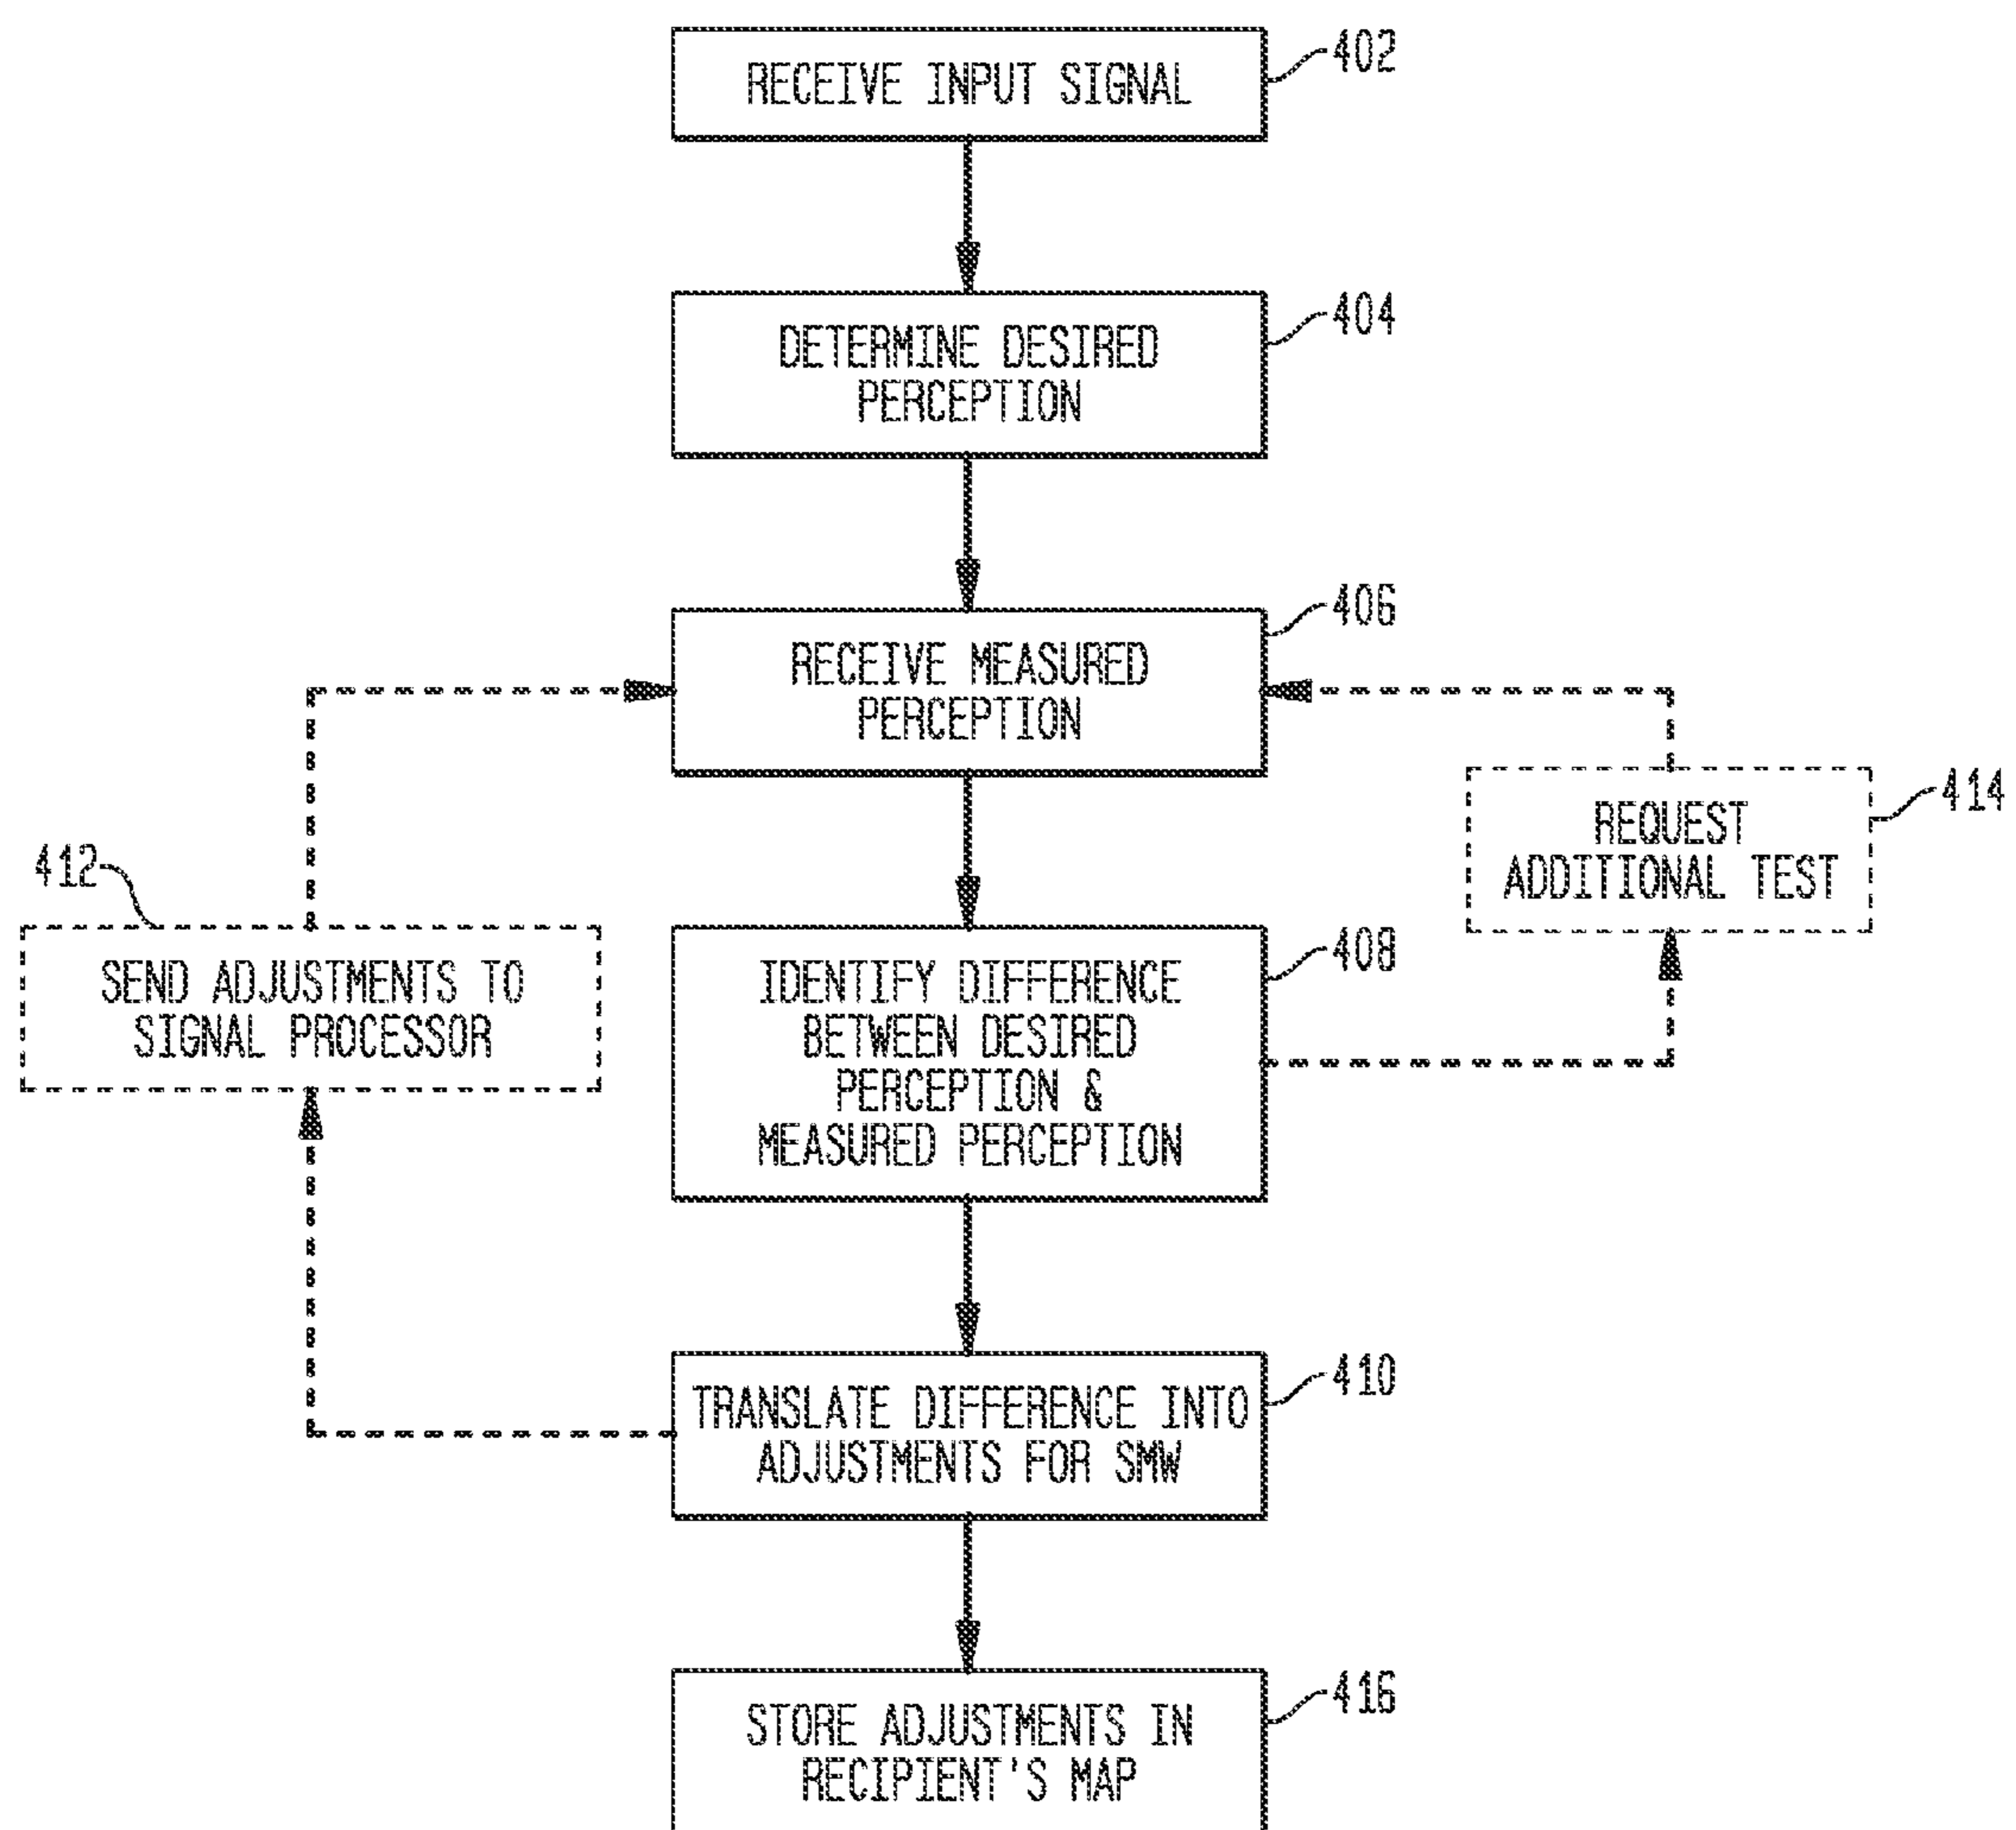 RECEIVE INPUT SIGNAL
402
DETERMINE DESIRED
PERCEPTION
404
RECEIVE MEASURED
PERCEPTION
406
REQUEST
ADDITIONAL TEST
414
412
SEND ADJUSTMENTS TO
SIGNAL PROCESSOR
IDENTIFY DIFFERENCE
BETWEEN DESIRED
PERCEPTION &
MEASURED PERCEPTION
408
TRANSLATE DIFFERENCE INTO
ADJUSTMENTS FOR SMW
410
STORE ADJUSTMENTS IN
RECIPIENT'S MAP
416